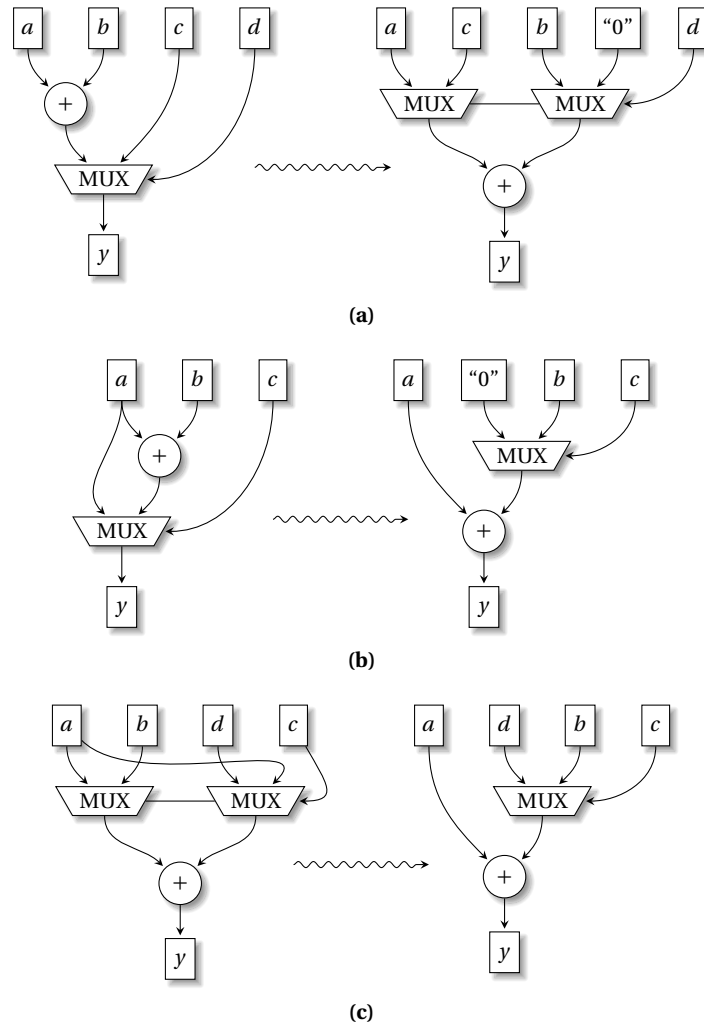 a b c d a c b “0” d
+ MUX MUX
MUX +
y y
(a)
a b c a “0” b c
+ MUX
MUX +
y y
(b)
a b d c a d b c
MUX MUX MUX
+ +
y y
(c)